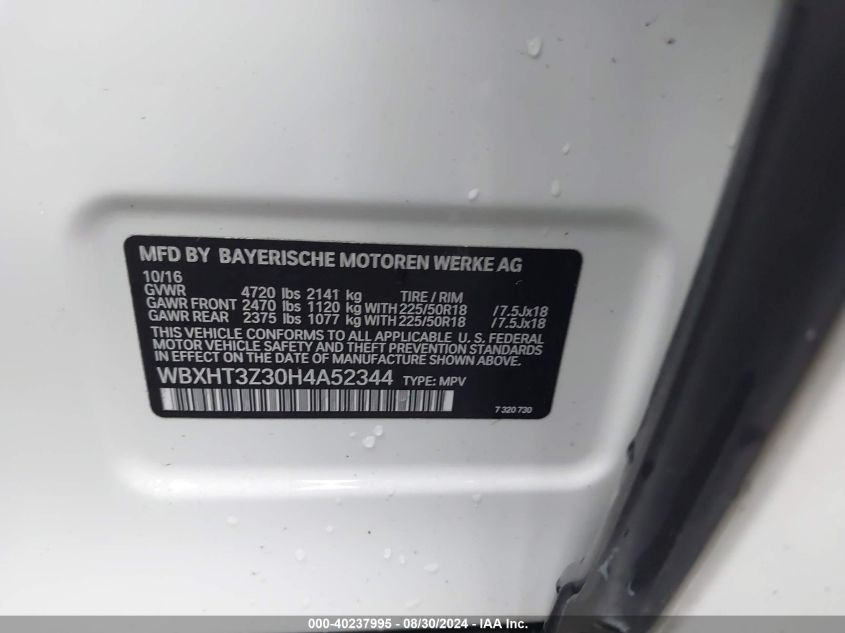 MFD BY BAYERISCHE MOTOREN WERKE AG
10/16
GVWR 4720 lbs 2141 kg TIRE / RIM
GAWR FRONT 2470 lbs 1120 kg WITH 225/50R18 /7.5Jx18
GAWR REAR 2375 lbs 1077 kg WITH 225/50R18 /7.5Jx18
THIS VEHICLE CONFORMS TO ALL APPLICABLE U.S. FEDERAL
MOTOR VEHICLE SAFETY AND THEFT PREVENTION STANDARDS
IN EFFECT ON THE DATE OF MANUFACTURE SHOWN ABOVE.
WBXHT3Z30H4A52344 TYPE: MPV
7 320 730
000-40237995 - 08/30/2024 - IAA Inc.